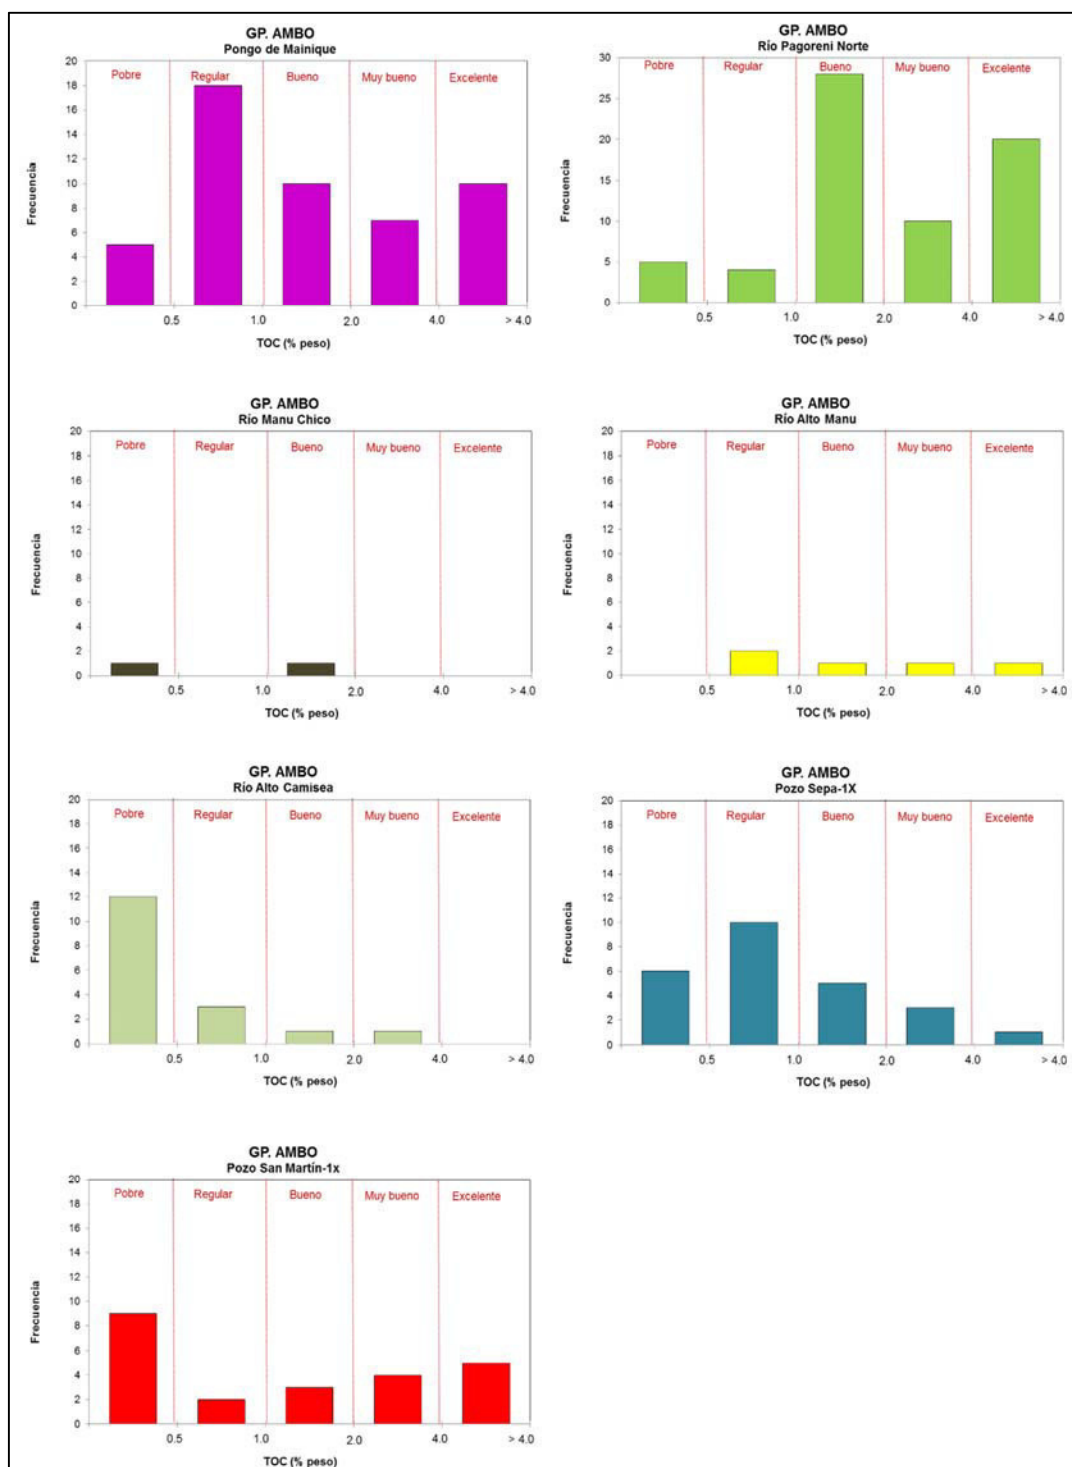 GP. AMBO
Pongo de Mainique
Pobre Regular Bueno Muy bueno Excelente
20
18
16
14
12
10
8
6
4
2
0
Frecuencia
0.5 1.0 2.0 4.0 > 4.0
TOC (% peso)
GP. AMBO
Río Pagoreni Norte
Pobre Regular Bueno Muy bueno Excelente
30
25
20
15
10
5
0
Frecuencia
0.5 1.0 2.0 4.0 > 4.0
TOC (% peso)
GP. AMBO
Río Manu Chico
Pobre Regular Bueno Muy bueno Excelente
20
18
16
14
12
10
8
6
4
2
0
Frecuencia
0.5 1.0 2.0 4.0 > 4.0
TOC (% peso)
GP. AMBO
Río Alto Manu
Pobre Regular Bueno Muy bueno Excelente
20
18
16
14
12
10
8
6
4
2
0
Frecuencia
0.5 1.0 2.0 4.0 > 4.0
TOC (% peso)
GP. AMBO
Río Alto Camisea
Pobre Regular Bueno Muy bueno Excelente
20
18
16
14
12
10
8
6
4
2
0
Frecuencia
0.5 1.0 2.0 4.0 > 4.0
TOC (% peso)
GP. AMBO
Pozo Sepa-1X
Pobre Regular Bueno Muy bueno Excelente
20
18
16
14
12
10
8
6
4
2
0
Frecuencia
0.5 1.0 2.0 4.0 > 4.0
TOC (% peso)
GP. AMBO
Pozo San Martín-1x
Pobre Regular Bueno Muy bueno Excelente
20
18
16
14
12
10
8
6
4
2
0
Frecuencia
0.5 1.0 2.0 4.0 > 4.0
TOC (% peso)